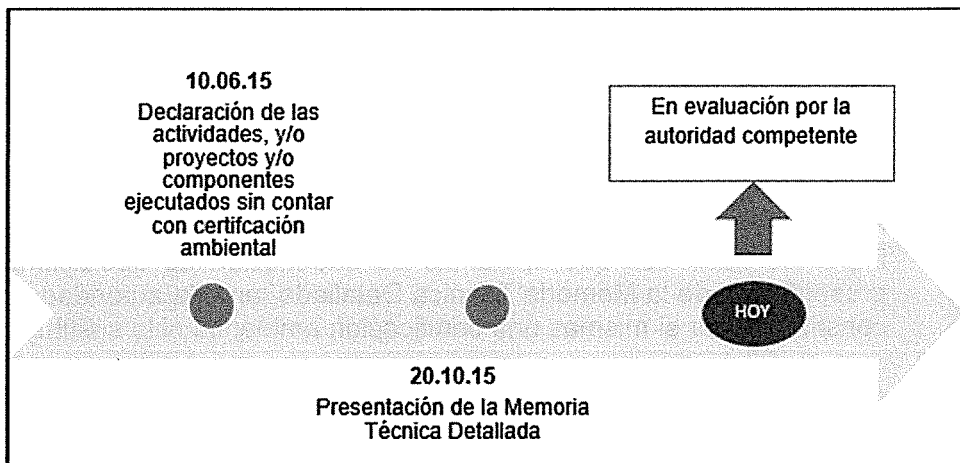 10.06.15
Declaración de las
actividades, y/o
proyectos y/o
componentes
ejecutados sin contar
con certifcación
ambiental
En evaluación por la
autoridad competente
HOY
20.10.15
Presentación de la Memoria
Técnica Detallada